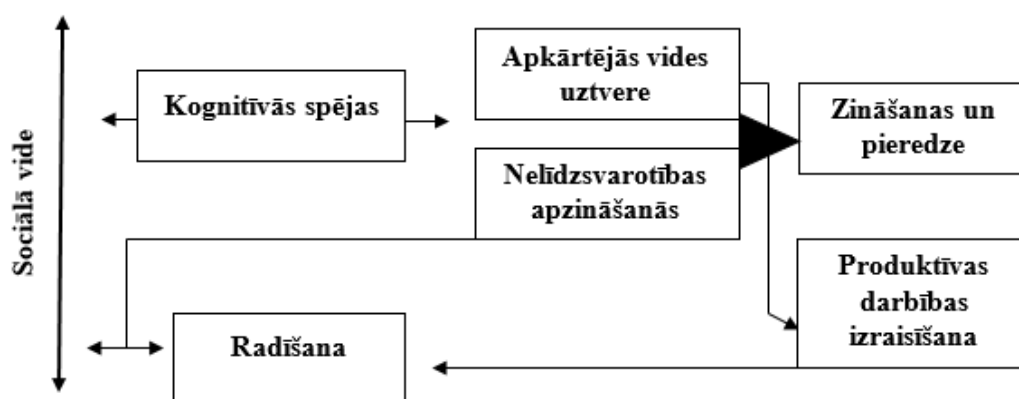 Sociālā vide
Kognitīvās spējas
Apkārtējās vides
uztvere
Nelīdzsvarotības
apzināšanās
Zināšanas un
pieredze
Produktīvas
darbības
izraisīšana
Radīšana